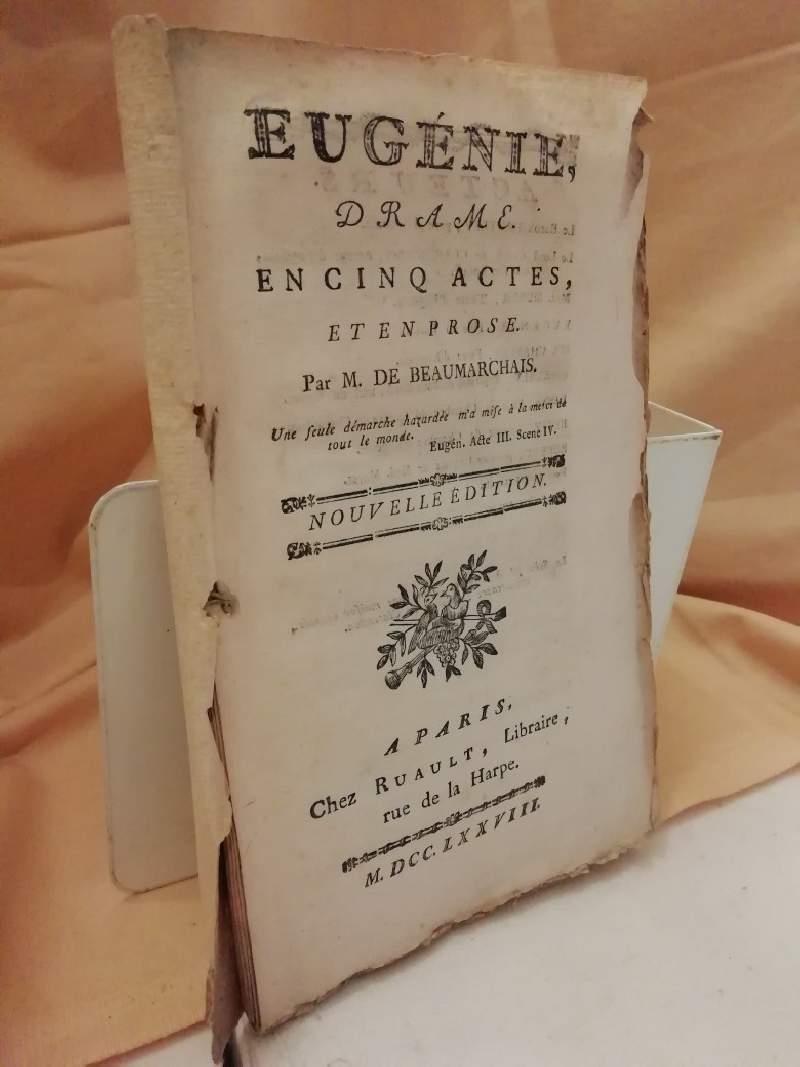 EUGÉNIE,
DRAME.
EN CINQ ACTES,
ET EN PROSE.
Par M. DE BEAUMARCHAIS.
Une ſeule démarche hazardée m'a miſe à la merci de
tout le monde. Eugén. Acte III. Scene IV.
NOUVELLE ÉDITION.
A PARIS,
Chez RUAULT, Libraire,
rue de la Harpe.
M. DCC. LXXVIII.